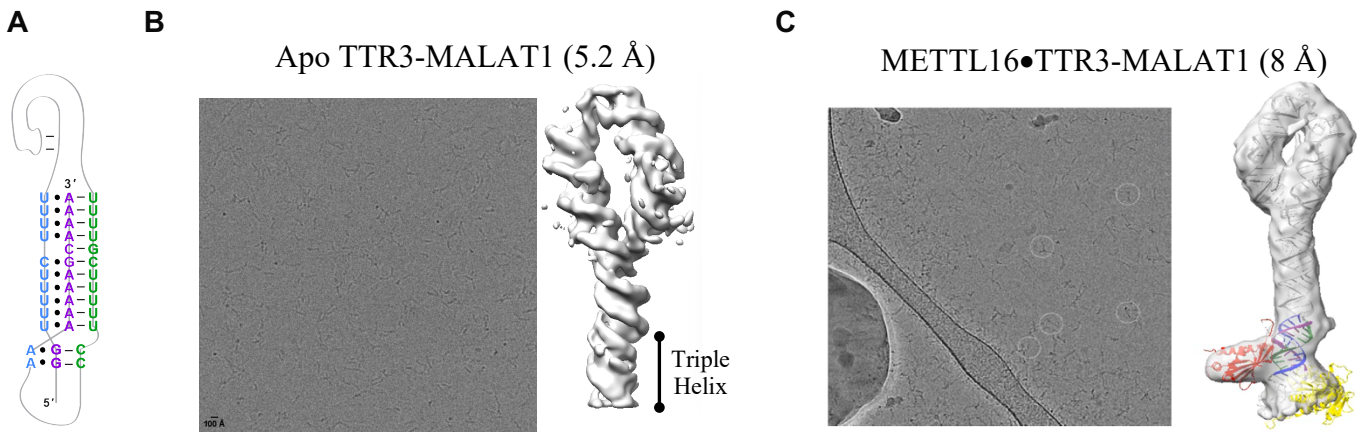 A
B
C
Apo TTR3-MALAT1 (5.2 Å)
METTL16●TTR3-MALAT1 (8 Å)
3′
U•A–U
U•A–U
U•A–U
U•A–U
C–G
C•G–C
U•A–U
U•A–U
U•A–U
U•A–U
U•A–U
A•G–C
A•G–C
5′
100 Å
Triple
Helix